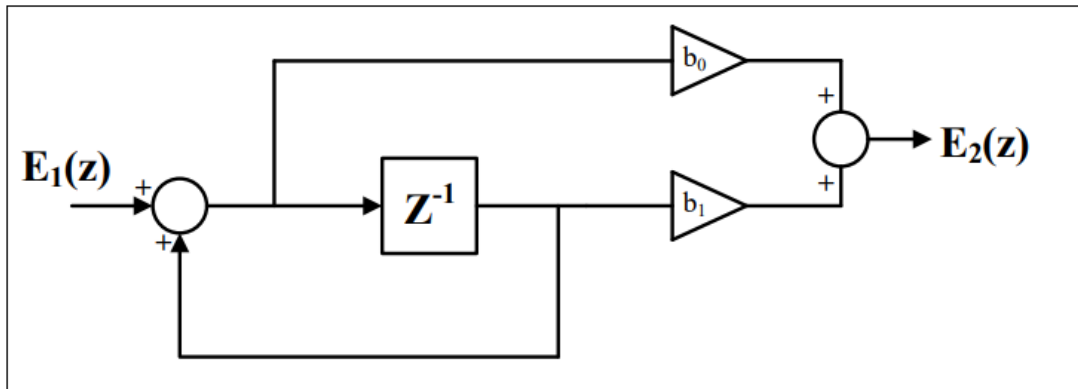 b₀
+
E₂(z)
+
E₁(z)
+
+
Z⁻¹
b₁